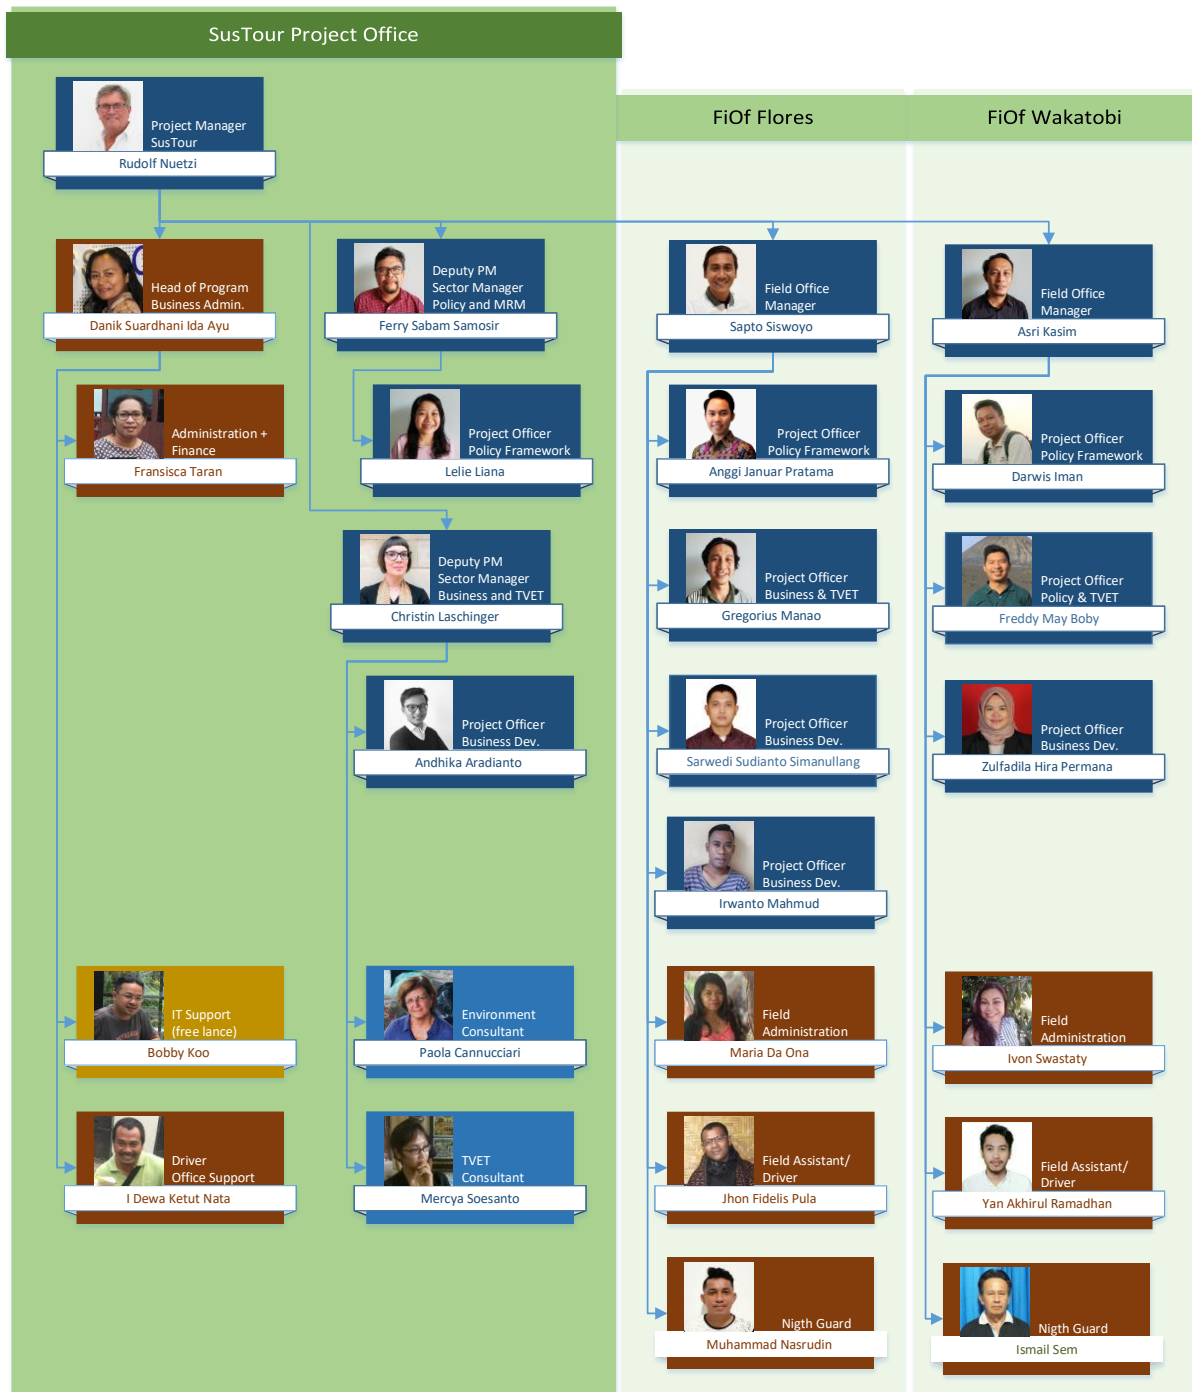 SusTour Project Office
FiOf Flores
FiOf Wakatobi
Project Manager
SusTour
Rudolf Nuetzi
Head of Program
Business Admin.
Danik Suardhani Ida Ayu
Deputy PM
Sector Manager
Policy and MRM
Ferry Sabam Samosir
Field Office
Manager
Sapto Siswoyo
Field Office
Manager
Asri Kasim
Administration +
Finance
Fransisca Taran
Project Officer
Policy Framework
Lelie Liana
Project Officer
Policy Framework
Anggi Januar Pratama
Project Officer
Policy Framework
Darwis Iman
Deputy PM
Sector Manager
Business and TVET
Christin Laschinger
Project Officer
Business & TVET
Gregorius Manao
Project Officer
Policy & TVET
Freddy May Boby
Project Officer
Business Dev.
Andhika Aradianto
Project Officer
Business Dev.
Sarwedi Sudianto Simanullang
Project Officer
Business Dev.
Zulfadila Hira Permana
Project Officer
Business Dev.
Irwanto Mahmud
IT Support
(free lance)
Bobby Koo
Environment
Consultant
Paola Cannucciari
Field
Administration
Maria Da Ona
Field
Administration
Ivon Swastaty
Driver
Office Support
I Dewa Ketut Nata
TVET
Consultant
Mercya Soesanto
Field Assistant/
Driver
Jhon Fidelis Pula
Field Assistant/
Driver
Yan Akhirul Ramadhan
Nigth Guard
Muhammad Nasrudin
Nigth Guard
Ismail Sem